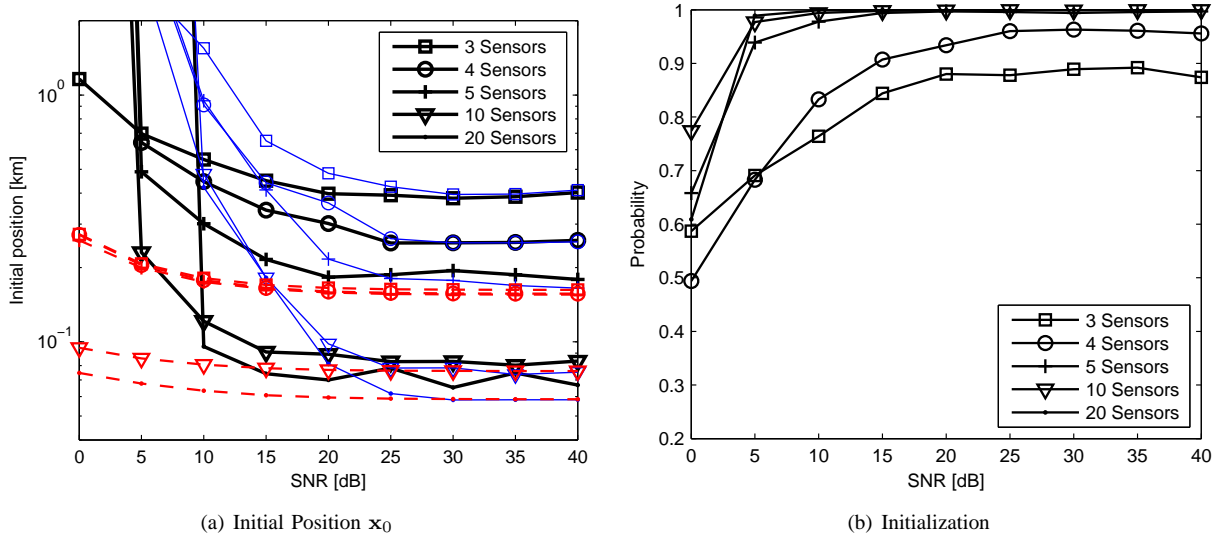 10^0
10^-1
Initial position [km]
0 5 10 15 20 25 30 35 40
SNR [dB]
3 Sensors
4 Sensors
5 Sensors
10 Sensors
20 Sensors
(a) Initial Position x_0
1
0.9
0.8
0.7
0.6
0.5
0.4
0.3
0.2
Probability
0 5 10 15 20 25 30 35 40
SNR [dB]
3 Sensors
4 Sensors
5 Sensors
10 Sensors
20 Sensors
(b) Initialization